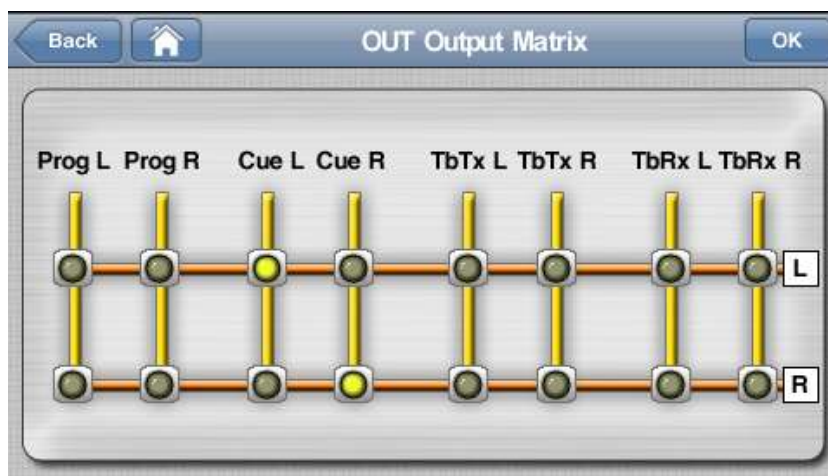 Back OUT Output Matrix OK
Prog L Prog R Cue L Cue R TbTx L TbTx R TbRx L TbRx R
L
R